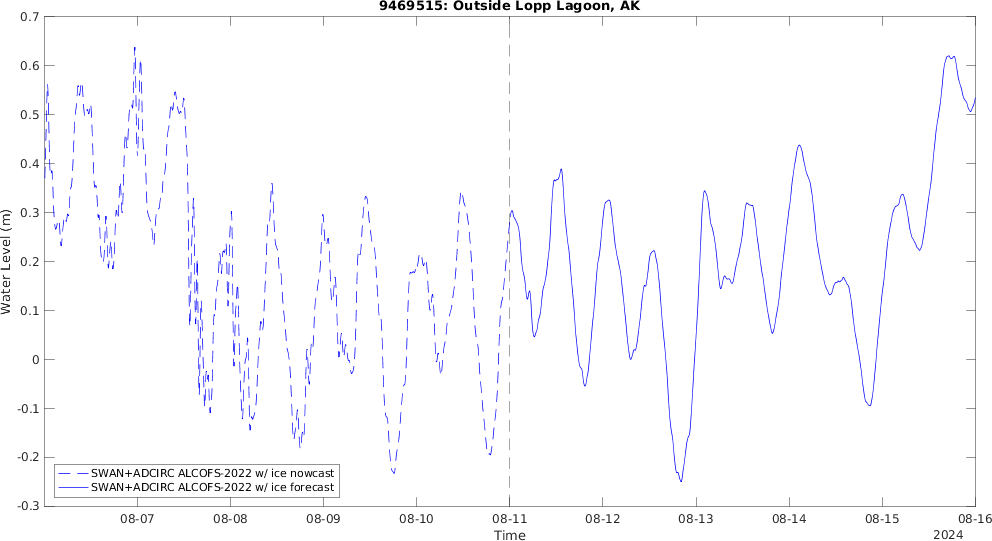 9469515: Outside Lopp Lagoon, AK
Water Level (m)
0.7
0.6
0.5
0.4
0.3
0.2
0.1
0
-0.1
-0.2
-0.3
SWAN+ADCIRC ALCOFS-2022 w/ ice nowcast
SWAN+ADCIRC ALCOFS-2022 w/ ice forecast
08-07 08-08 08-09 08-10 08-11 08-12 08-13 08-14 08-15 08-16
Time
2024